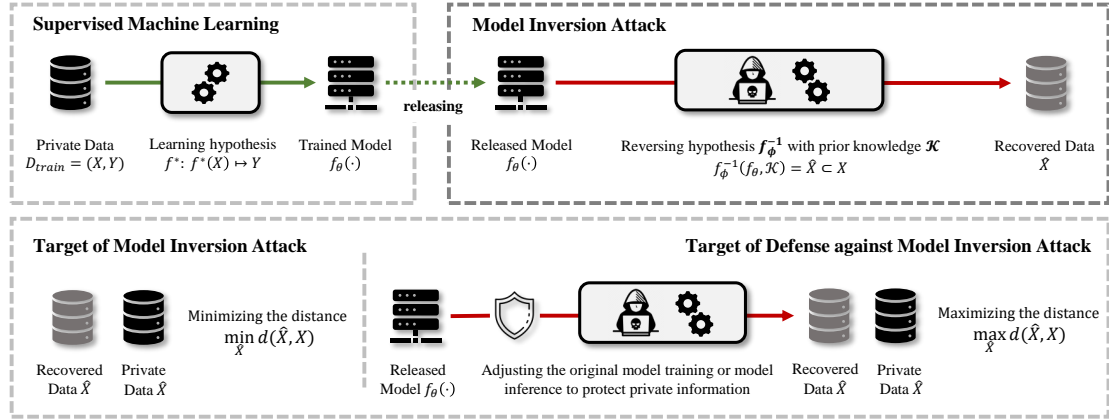 Supervised Machine Learning
Private Data
D_train = (X, Y)
Learning hypothesis
f*: f*(X) ↦ Y
Trained Model
f_θ(·)
releasing
Model Inversion Attack
Released Model
f_θ(·)
Reversing hypothesis f_ϕ^{-1} with prior knowledge 𝒦
f_ϕ^{-1}(f_θ, 𝒦) = X̂ ⊂ X
Recovered Data
X̂
Target of Model Inversion Attack
Recovered
Data X̂
Private
Data X̂
Minimizing the distance
min_X̂ d(X̂, X)
Target of Defense against Model Inversion Attack
Released
Model f_θ(·)
Adjusting the original model training or model
inference to protect private information
Recovered
Data X̂
Private
Data X̂
Maximizing the distance
max_X̂ d(X̂, X)